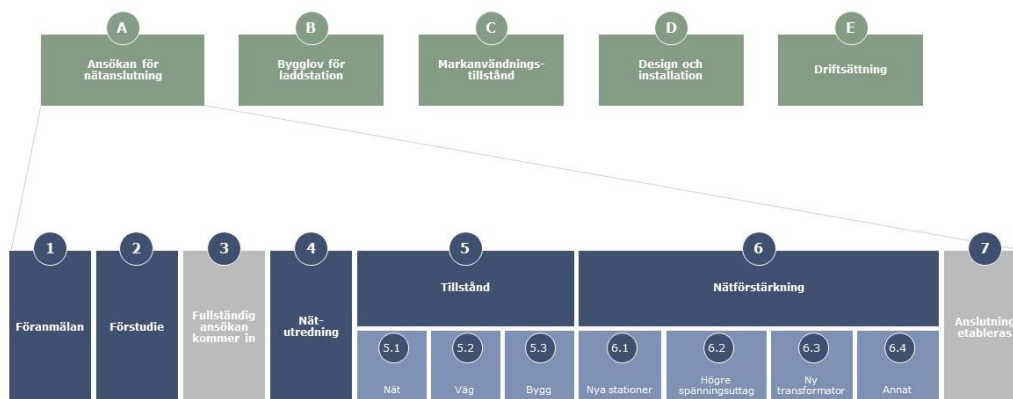 A
B
C
D
E
Ansökan för
nätanslutning
Bygglov för
laddstation
Markanvändnings-
tillstånd
Design och
installation
Driftsättning
1
2
3
4
5
6
7
Föranmälan
Förstudie
Fullständig
ansökan
kommer in
Nät-
utredning
Tillstånd
Nätförstärkning
Anslutning
etableras
5.1
5.2
5.3
6.1
6.2
6.3
6.4
Nät
Väg
Bygg
Nya stationer
Högre
spänningsuttag
Ny
transformator
Annat